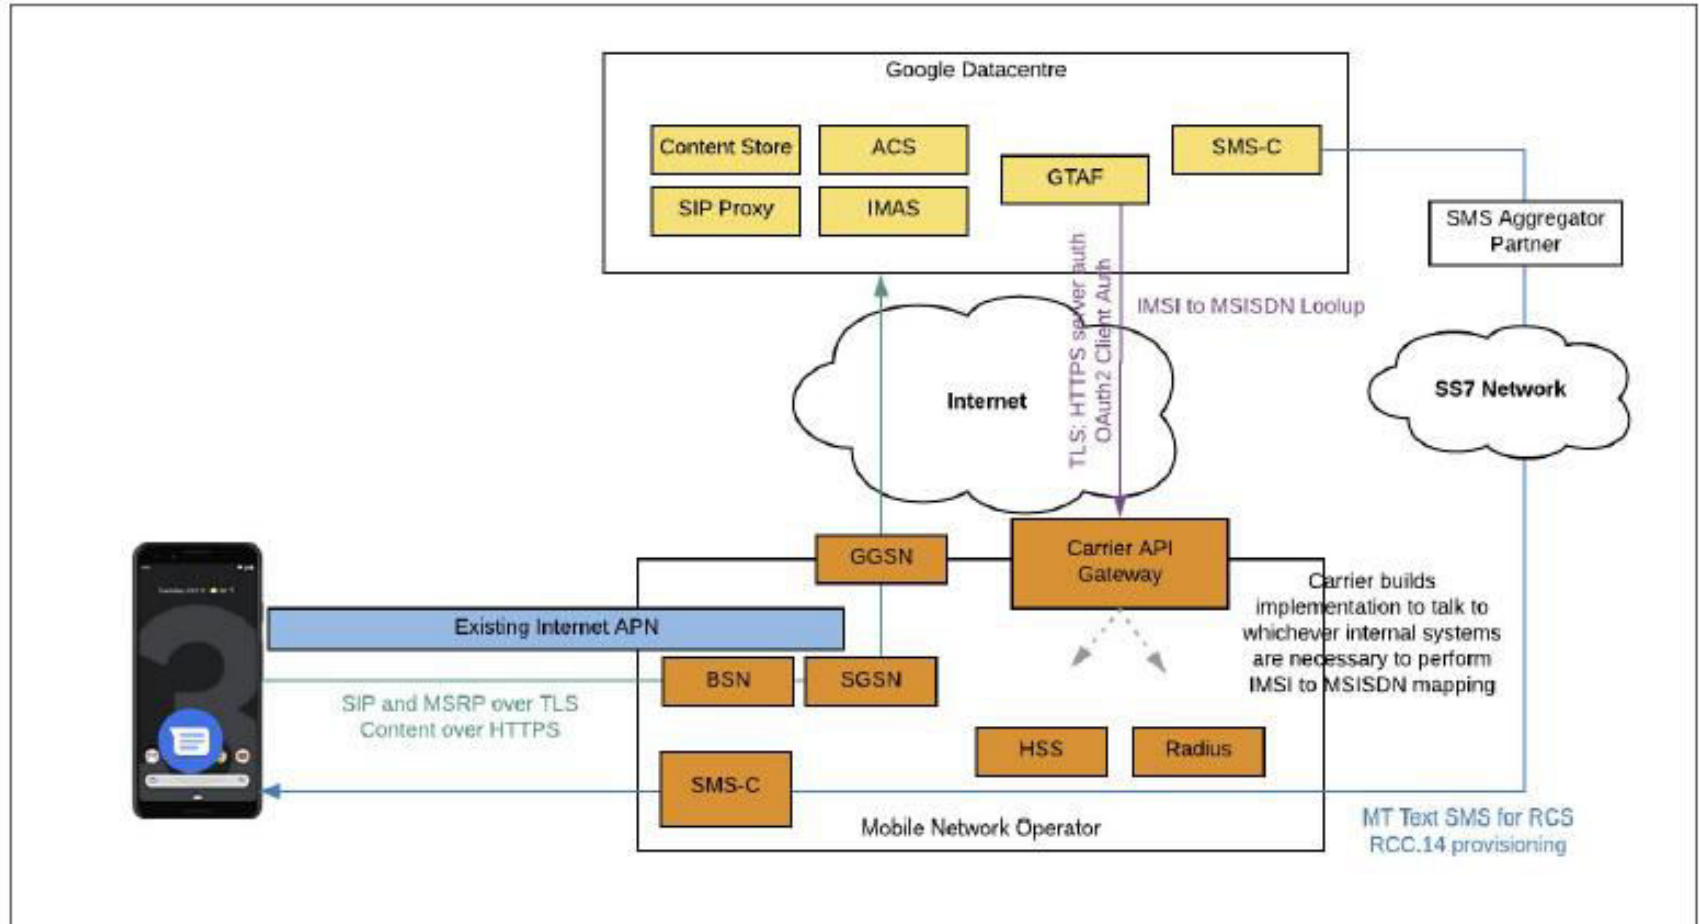 Google Datacentre
Content Store
ACS
SMS-C
GTAF
SIP Proxy
IMAS
SMS Aggregator
Partner
TLS: HTTPS server auth
OAuth2 Client Auth
IMSI to MSISDN Lolup
Internet
SS7 Network
GGSN
Carrier API
Gateway
Carrier builds
implementation to talk to
whichever internal systems
are necessary to perform
IMSI to MSISDN mapping
Existing Internet APN
BSN
SGSN
SIP and MSRP over TLS
Content over HTTPS
HSS
Radius
SMS-C
Mobile Network Operator
MT Text SMS for RCS
RCC.14 provisioning